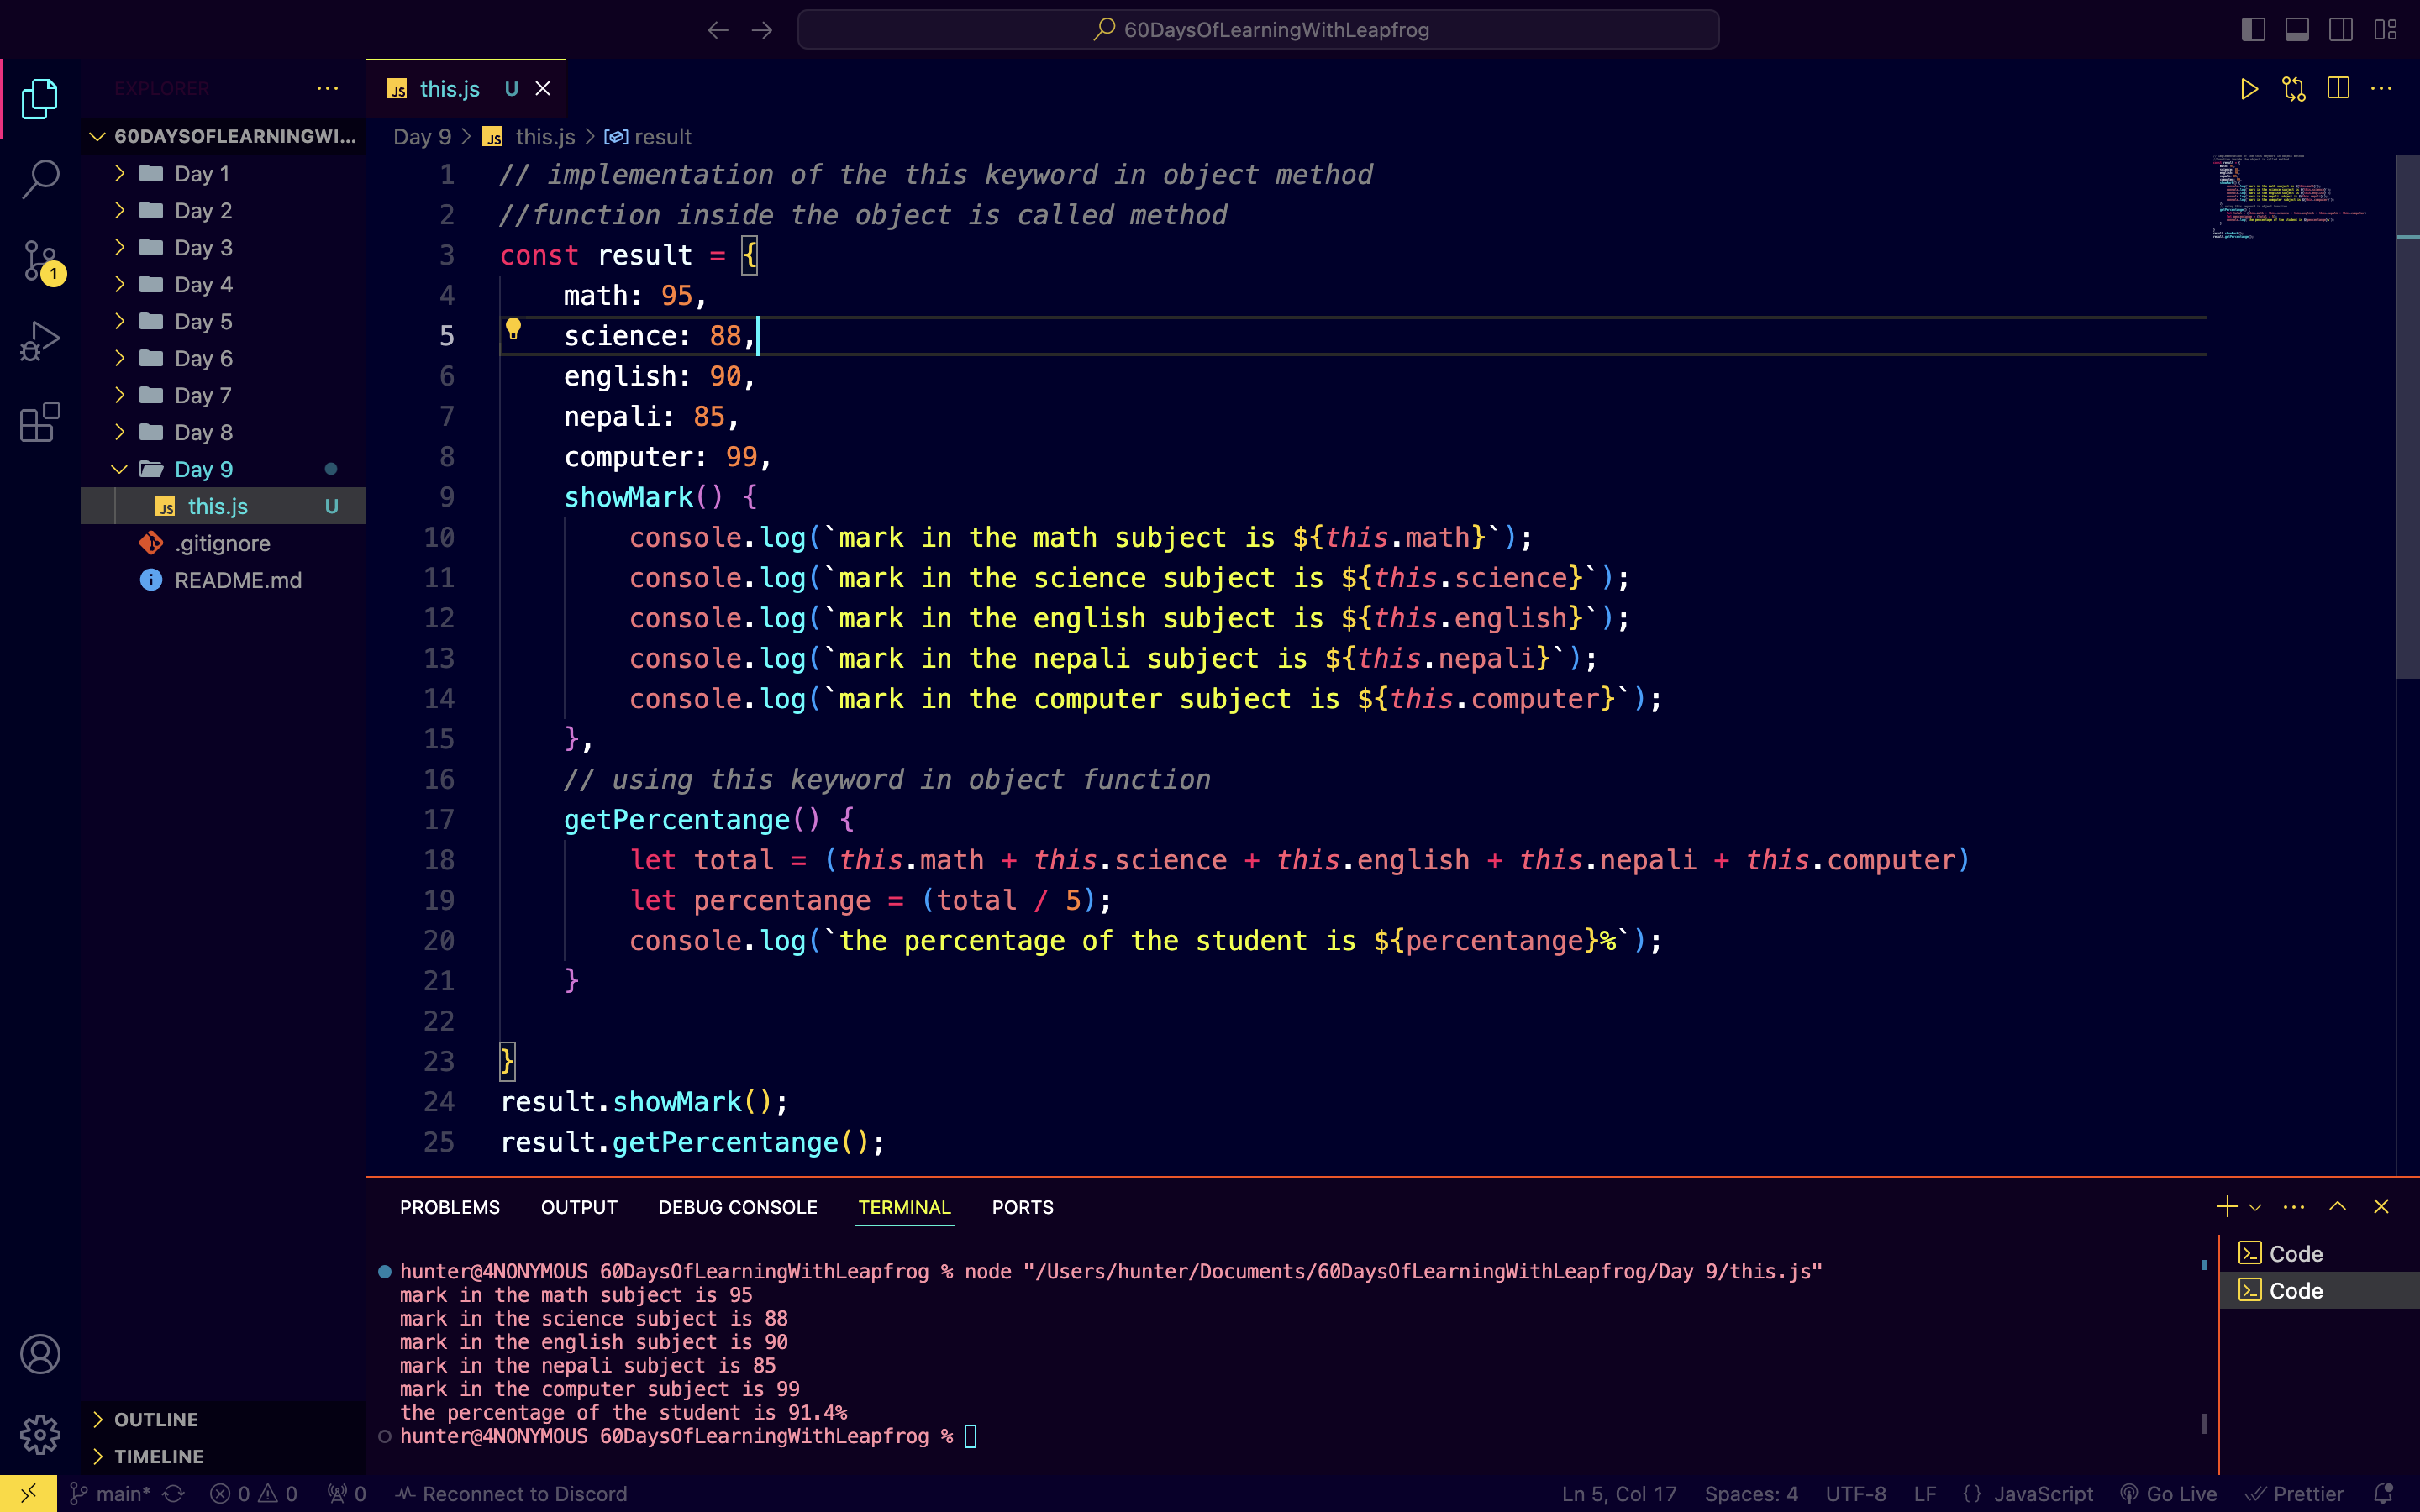 60DaysOfLearningWithLeapfrog
EXPLORER
60DAYSOFLEARNINGWI...
Day 1
Day 2
Day 3
Day 4
Day 5
Day 6
Day 7
Day 8
Day 9
JS this.js U
.gitignore
README.md
OUTLINE
TIMELINE
1
JS this.js U
Day 9 > JS this.js > result
1 // implementation of the this keyword in object method
2 //function inside the object is called method
3 const result = {
4 math: 95,
5 science: 88,
6 english: 90,
7 nepali: 85,
8 computer: 99,
9 showMark() {
10 console.log(`mark in the math subject is ${this.math}`);
11 console.log(`mark in the science subject is ${this.science}`);
12 console.log(`mark in the english subject is ${this.english}`);
13 console.log(`mark in the nepali subject is ${this.nepali}`);
14 console.log(`mark in the computer subject is ${this.computer}`);
15 },
16 // using this keyword in object function
17 getPercentange() {
18 let total = (this.math + this.science + this.english + this.nepali + this.computer)
19 let percentange = (total / 5);
20 console.log(`the percentage of the student is ${percentange}%`);
21 }
22
23 }
24 result.showMark();
25 result.getPercentange();
PROBLEMS OUTPUT DEBUG CONSOLE TERMINAL PORTS
hunter@4NONYMOUS 60DaysOfLearningWithLeapfrog % node "/Users/hunter/Documents/60DaysOfLearningWithLeapfrog/Day 9/this.js"
mark in the math subject is 95
mark in the science subject is 88
mark in the english subject is 90
mark in the nepali subject is 85
mark in the computer subject is 99
the percentage of the student is 91.4%
hunter@4NONYMOUS 60DaysOfLearningWithLeapfrog %
Code
Code
main* 0 0 0 Reconnect to Discord Ln 5, Col 17 Spaces: 4 UTF-8 LF {} JavaScript Go Live Prettier